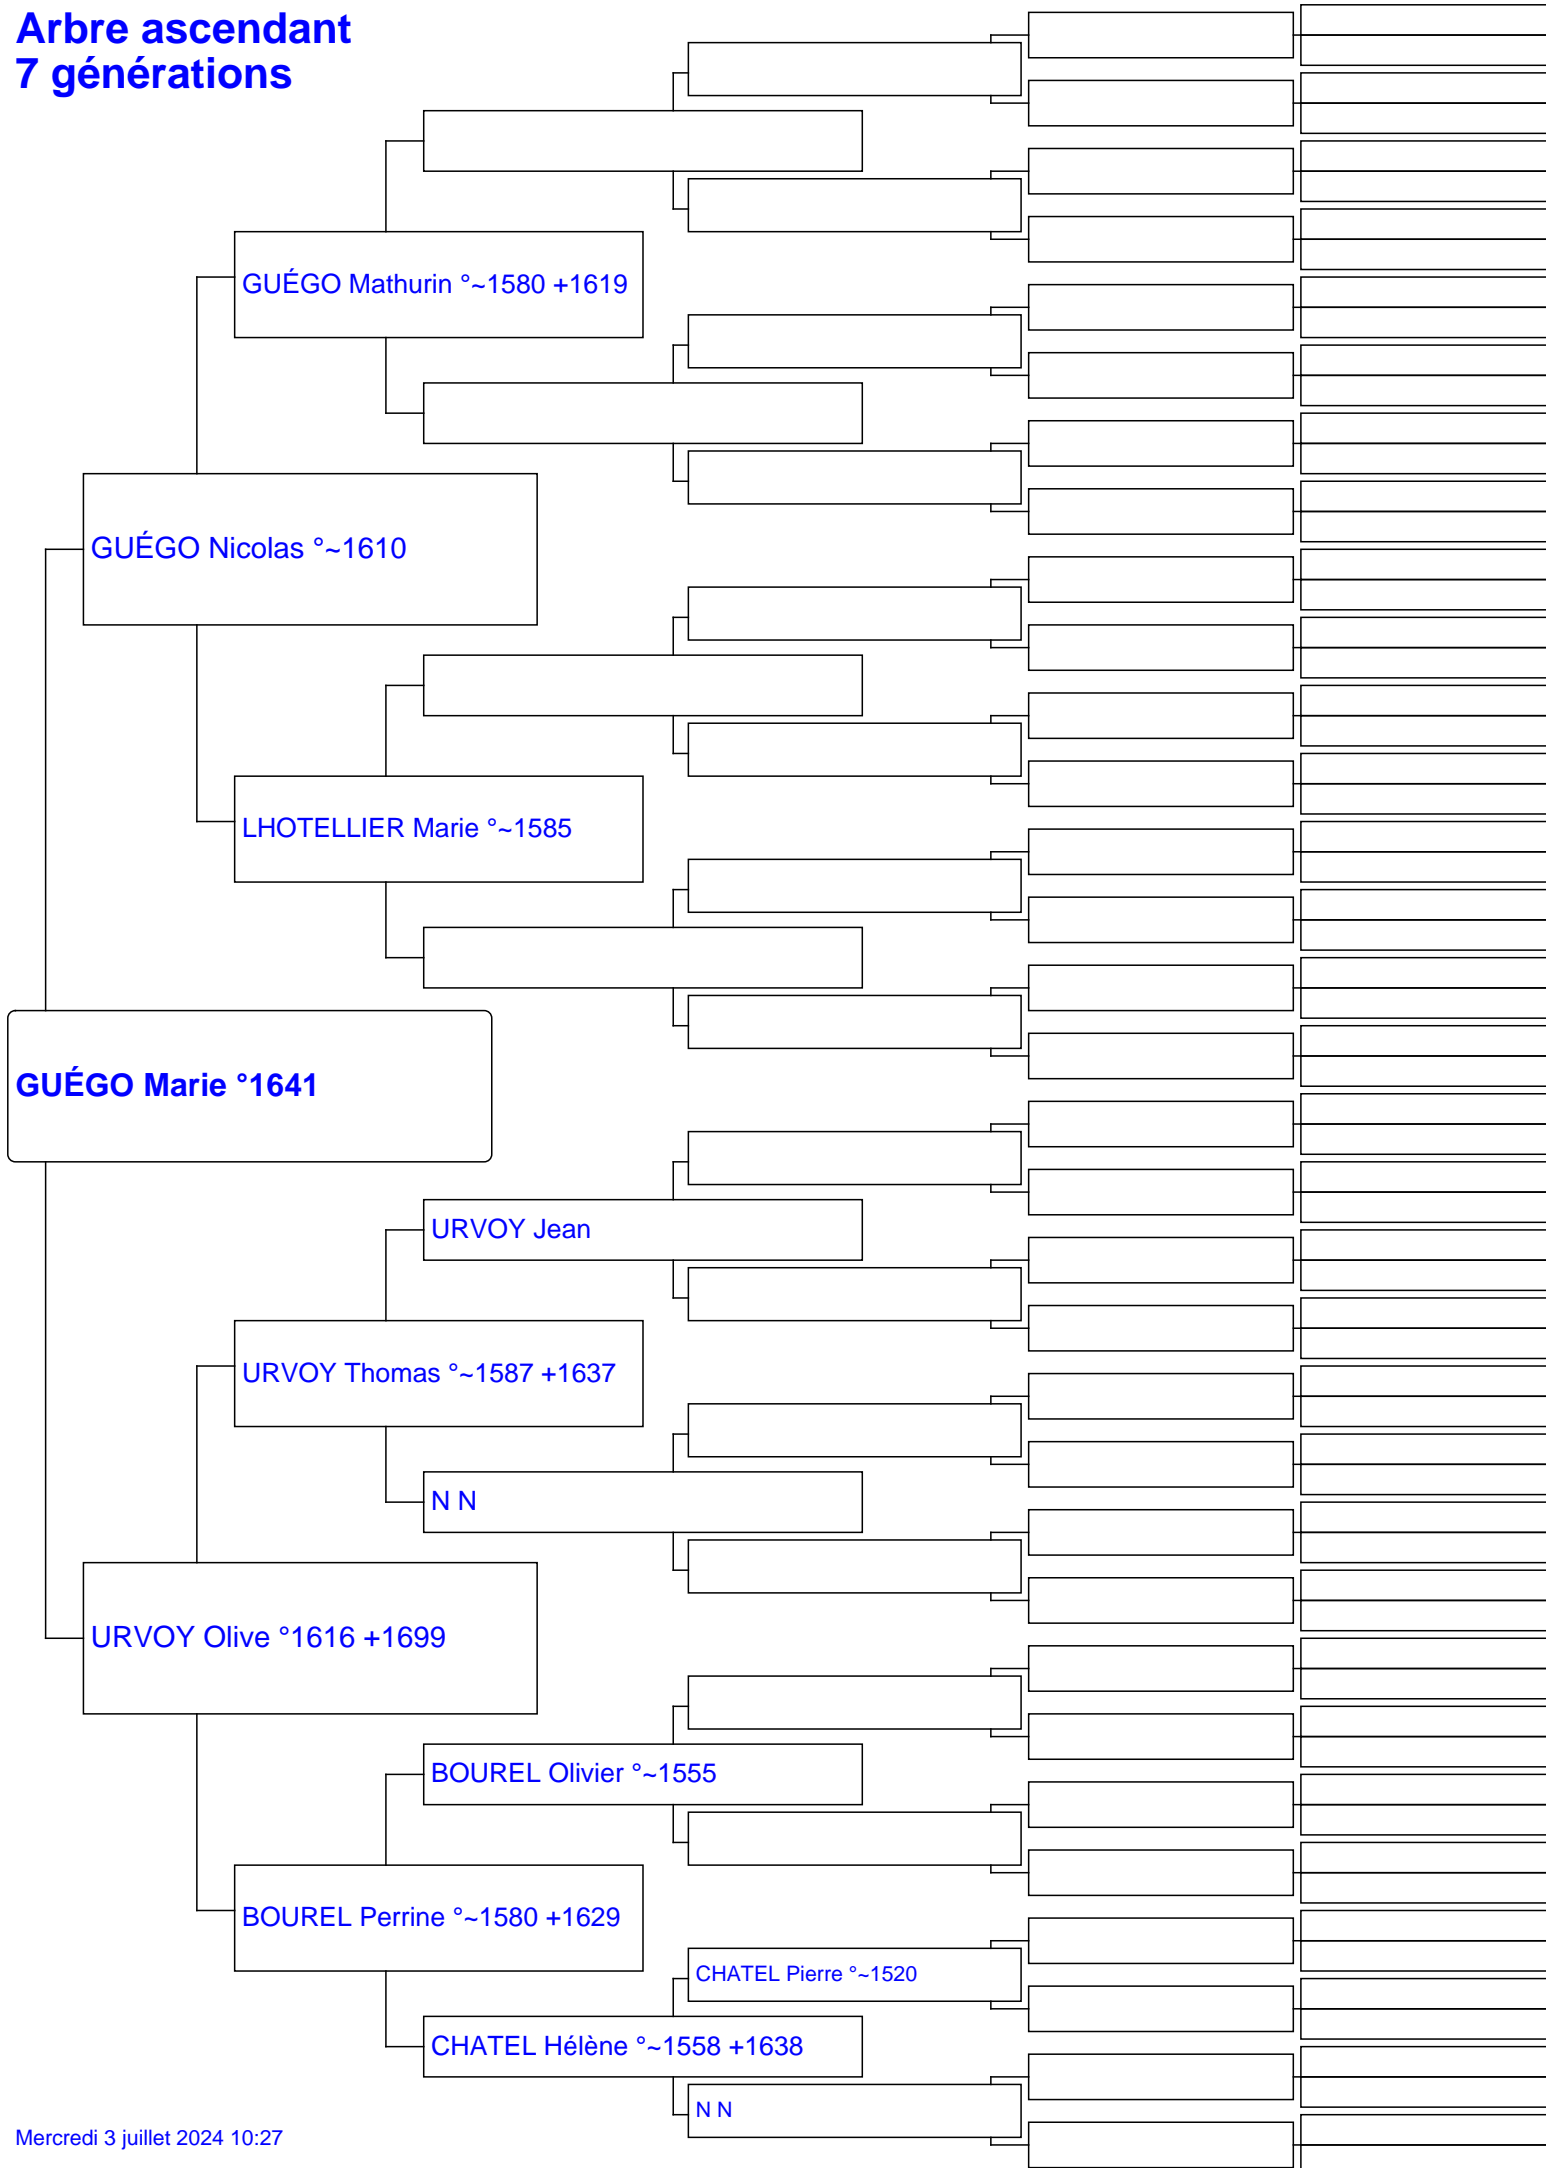 Arbre ascendant
7 générations
GUÉGO Mathurin °~1580 +1619
GUÉGO Nicolas °~1610
LHOTELLIER Marie °~1585
GUÉGO Marie °1641
URVOY Jean
URVOY Thomas °~1587 +1637
N N
URVOY Olive °1616 +1699
BOUREL Olivier °~1555
BOUREL Perrine °~1580 +1629
CHATEL Pierre °~1520
CHATEL Hélène °~1558 +1638
N N
Mercredi 3 juillet 2024 10:27